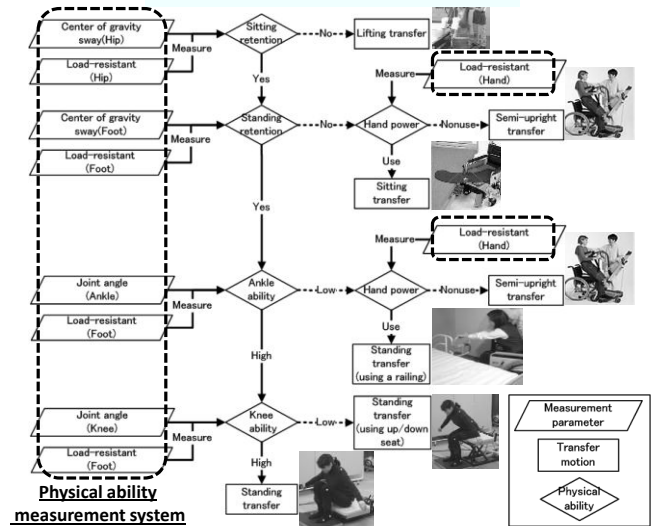 Center of gravity
sway(Hip)
Measure
Load-resistant
(Hip)
Sitting
retention
No
Lifting transfer
Yes
Measure
Load-resistant
(Hand)
Center of gravity
sway(Foot)
Measure
Load-resistant
(Foot)
Standing
retention
No
Hand power
Nonuse
Semi-upright
transfer
Use
Sitting
transfer
Yes
Measure
Load-resistant
(Hand)
Joint angle
(Ankle)
Measure
Load-resistant
(Foot)
Ankle
ability
Low
Hand power
Nonuse
Semi-upright
transfer
Use
Standing
transfer
(using a railing)
High
Joint angle
(Knee)
Measure
Load-resistant
(Foot)
Knee
ability
Low
Standing
transfer
(using up/down
seat)
High
Standing
transfer
Measurement
parameter
Transfer
motion
Physical
ability
Physical ability
measurement system